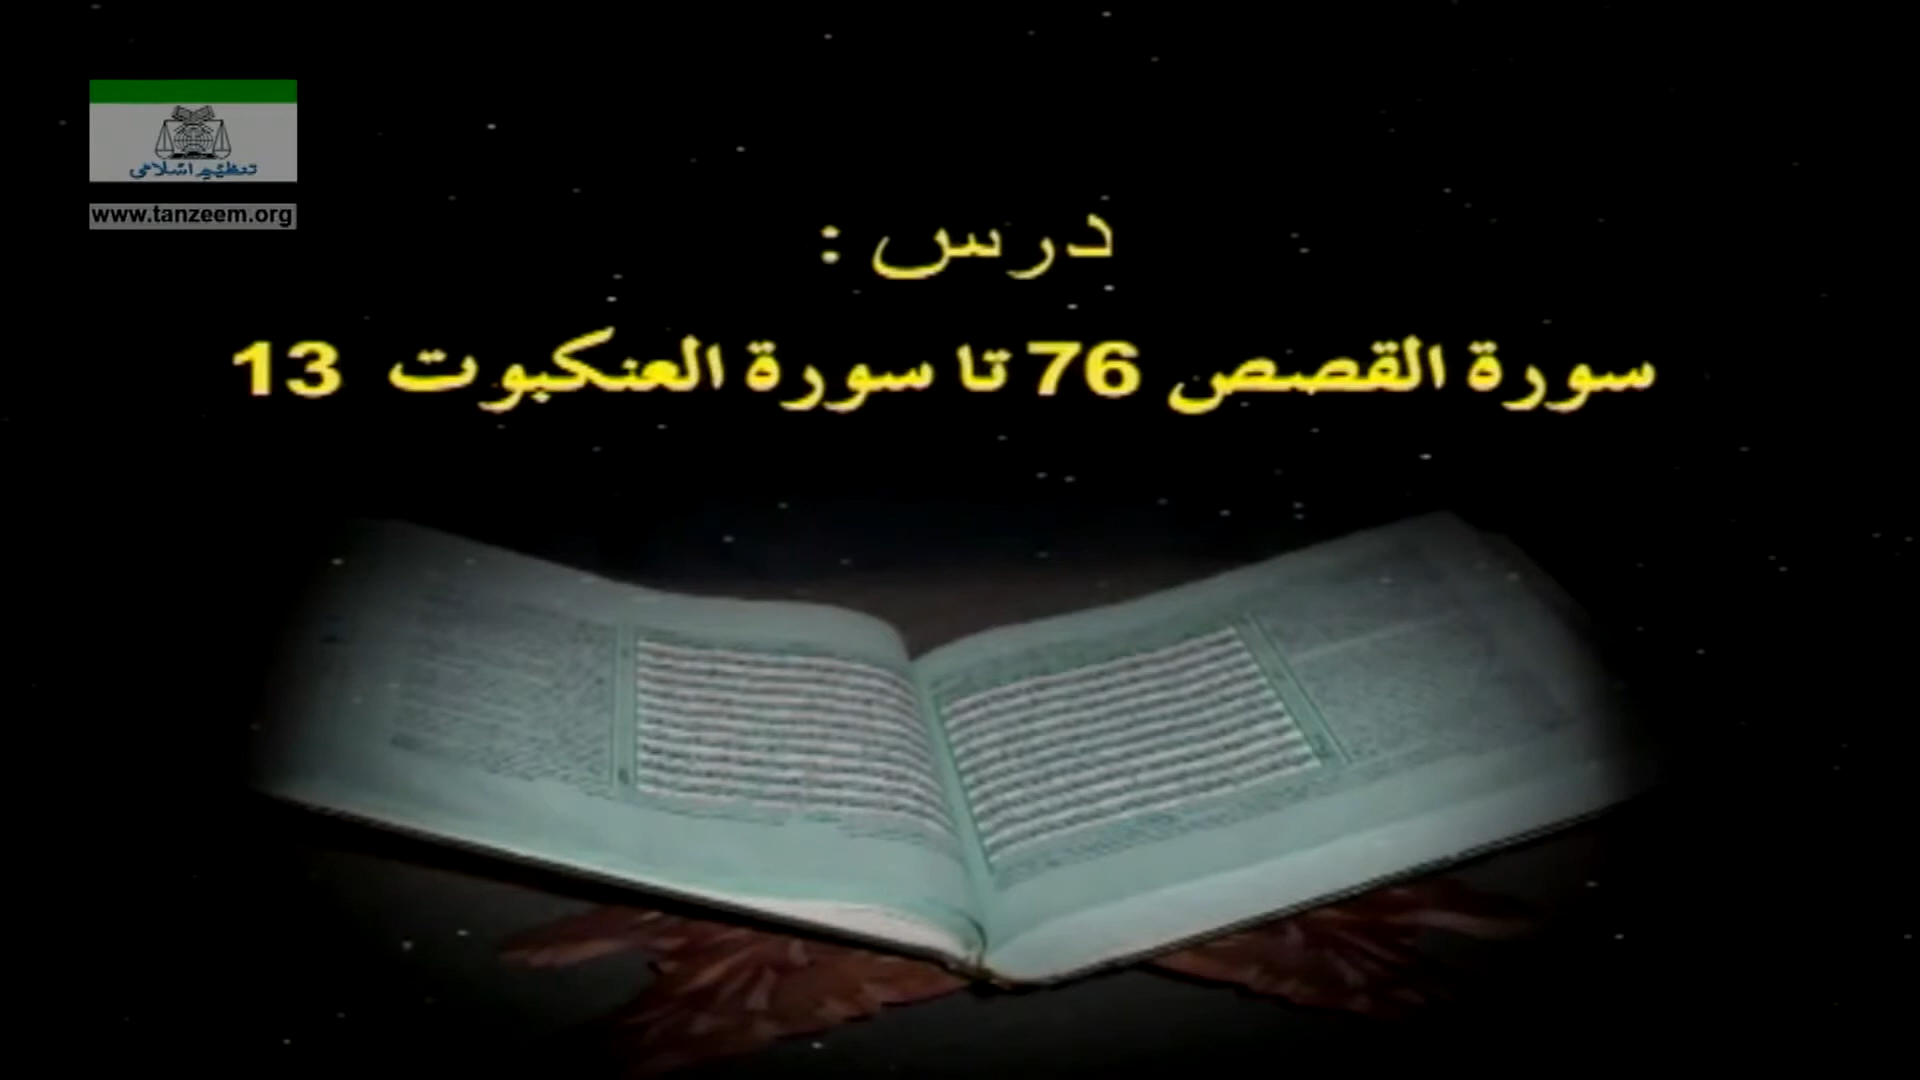 تنظیم اسلامی
www.tanzeem.org
درس :
سورة القصص 76 تا سورة العنكبوت 13